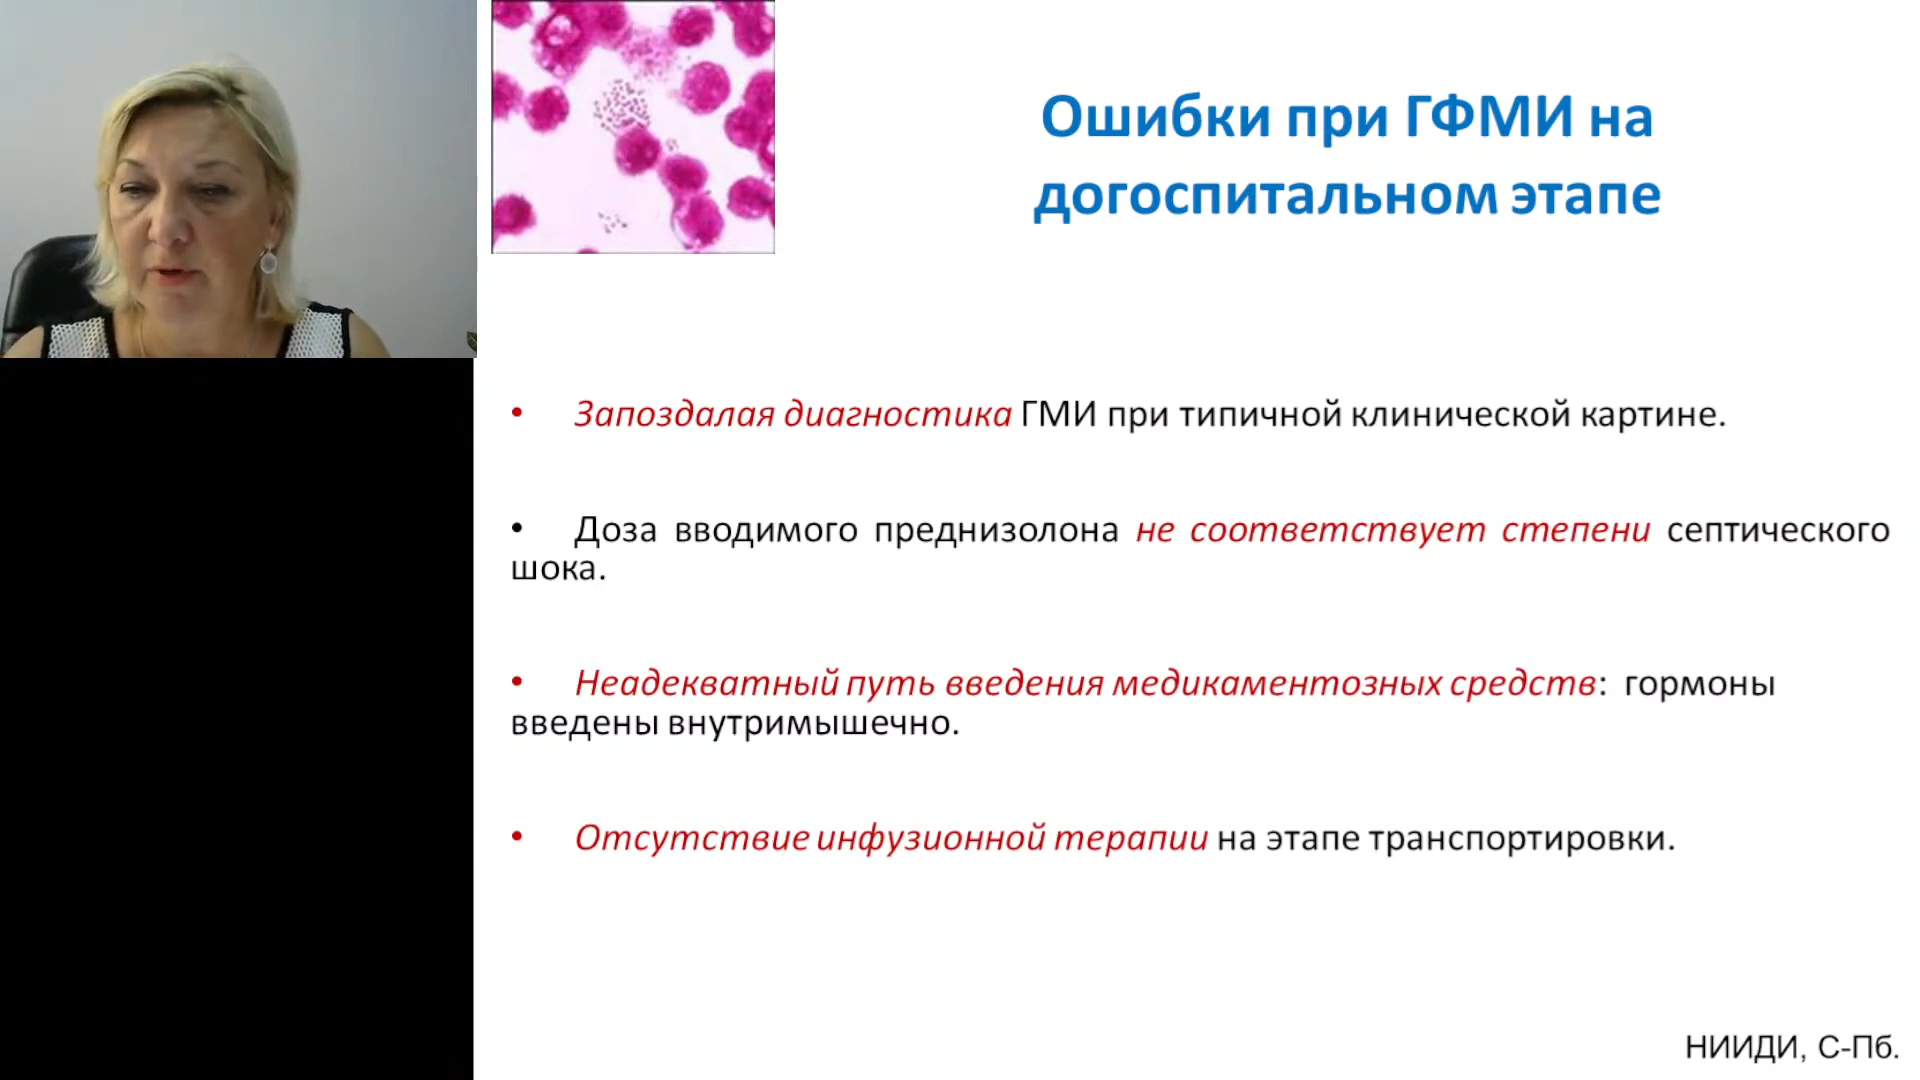 Ошибки при ГФМИ на
догоспитальном этапе
• Запоздалая диагностика ГМИ при типичной клинической картине.
• Доза вводимого преднизолона не соответствует степени септического
шока.
• Неадекватный путь введения медикаментозных средств: гормоны
введены внутримышечно.
• Отсутствие инфузионной терапии на этапе транспортировки.
НИИДИ, С-Пб.